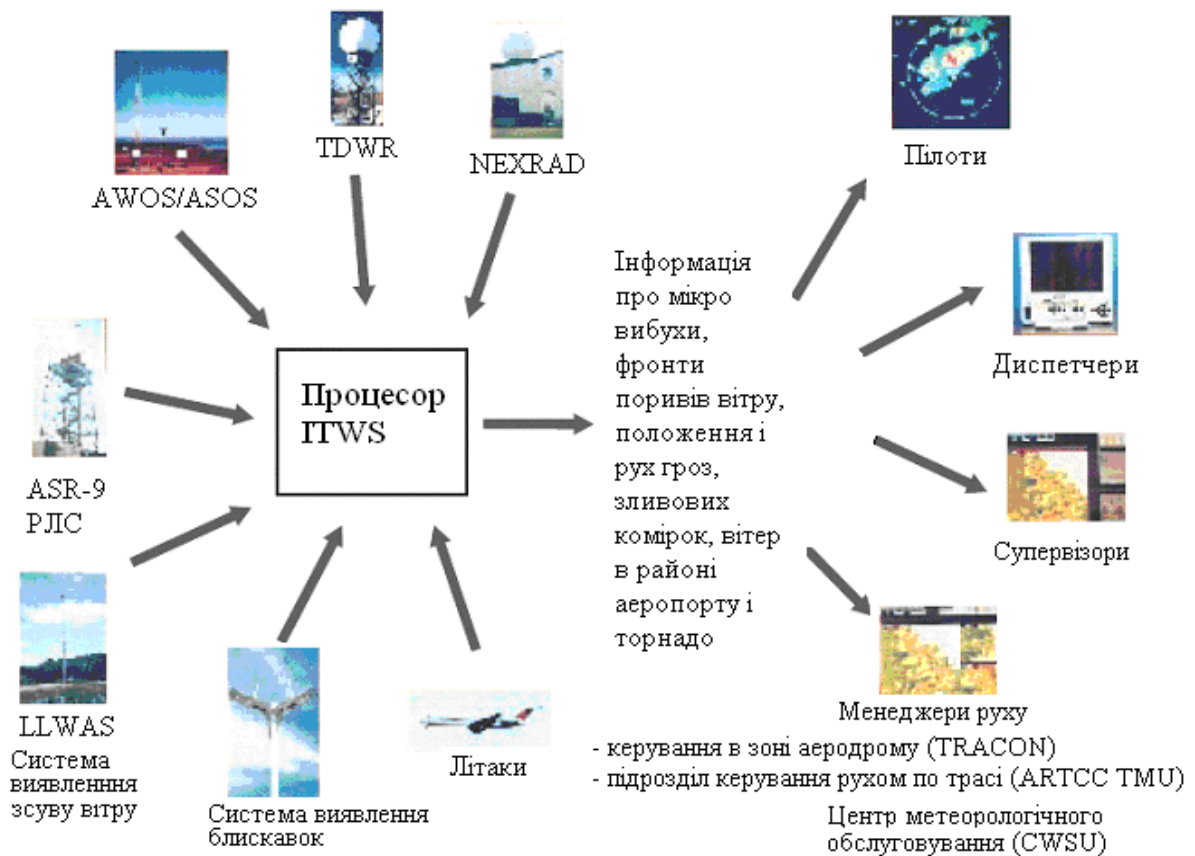 TDWR
NEXRAD
AWOS/ASOS
ASR-9
РЛС
LLWAS
Система
виявленння
зсуву вітру
Система виявлення
блискавок
Літаки
Процесор
ITWS
Інформація
про мікро
вибухи,
фронти
поривів вітру,
положення і
рух гроз,
зливових
комірок, вітер
в районі
аеропорту і
торнадо
Пілоти
Диспетчери
Супервізори
Менеджери руху
- керування в зоні аеродрому (TRACON)
- підрозділ керування рухом по трасі (ARTCC TMU)
Центр метеорологічного
обслуговування (CWSU)